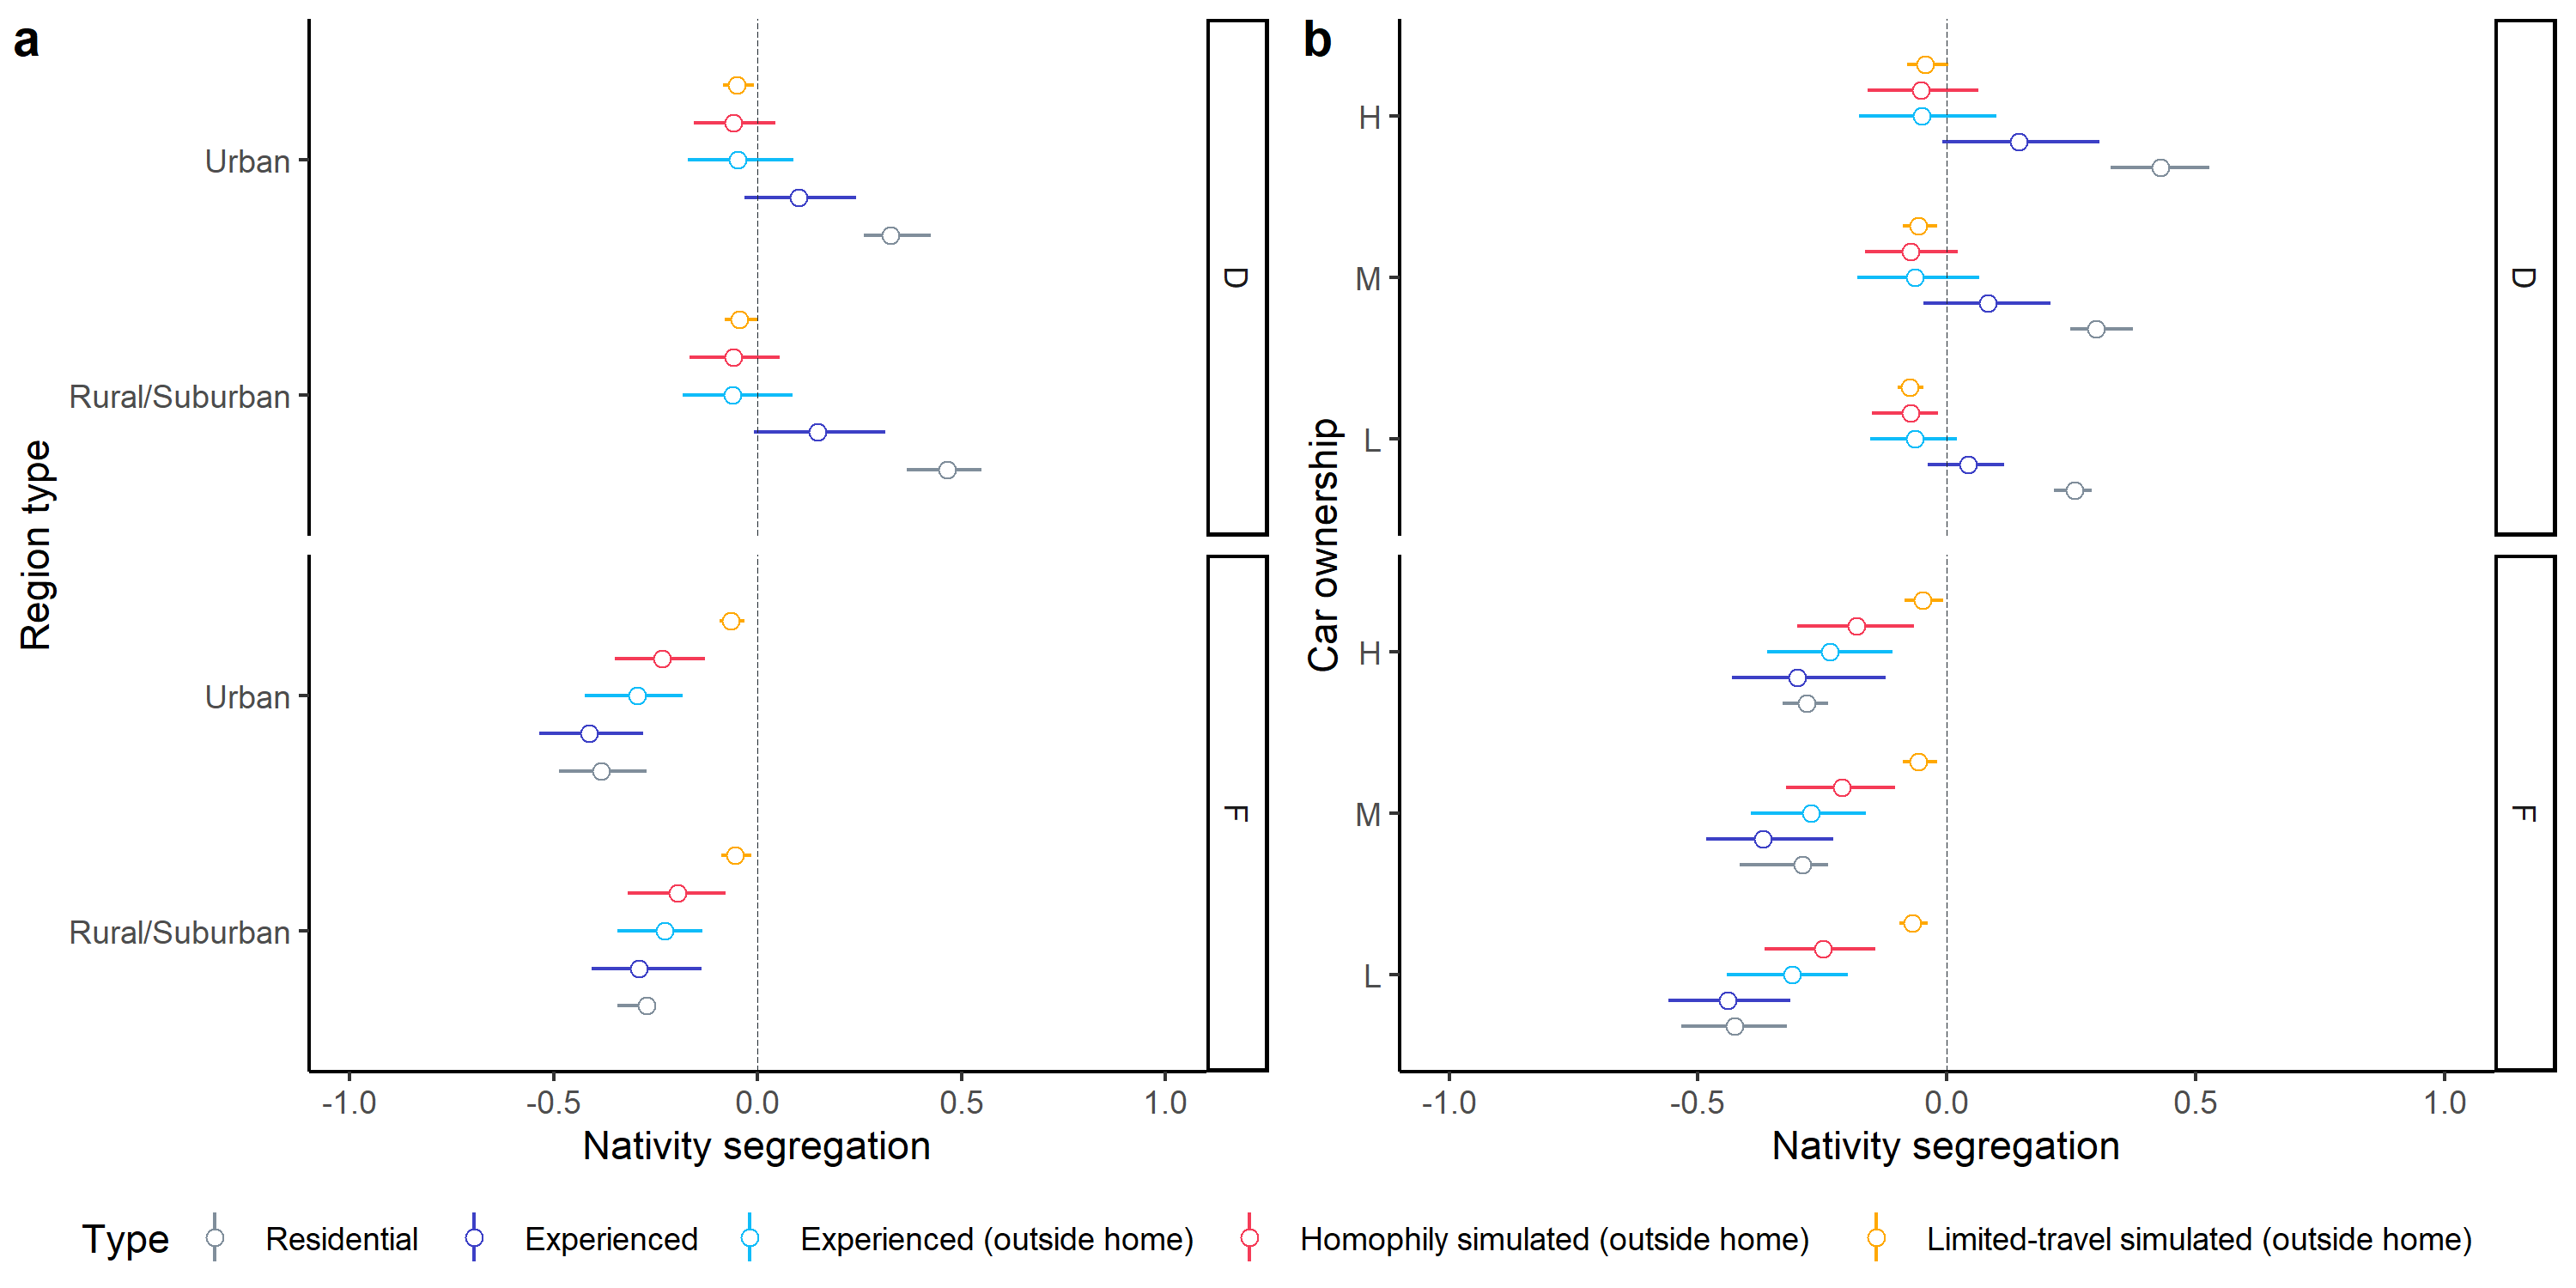 a
Region type
Urban
Rural/Suburban
D
Urban
Rural/Suburban
F
-1.0 -0.5 0.0 0.5 1.0
Nativity segregation
b
Car ownership
H
M
L
D
H
M
L
F
-1.0 -0.5 0.0 0.5 1.0
Nativity segregation
Type Residential Experienced Experienced (outside home) Homophily simulated (outside home) Limited-travel simulated (outside home)